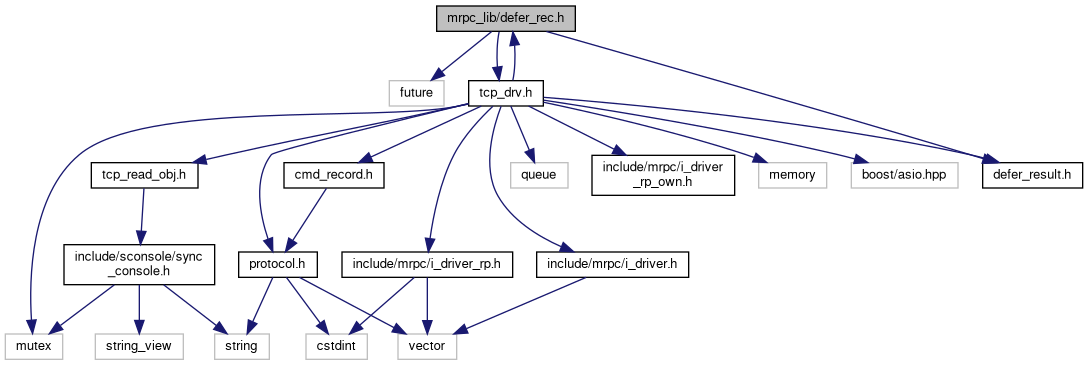 mrpc_lib/defer_rec.h
future
tcp_drv.h
tcp_read_obj.h
cmd_record.h
queue
include/mrpc/i_driver
_rp_own.h
memory
boost/asio.hpp
defer_result.h
include/sconsole/sync
_console.h
protocol.h
include/mrpc/i_driver_rp.h
include/mrpc/i_driver.h
mutex
string_view
string
cstdint
vector